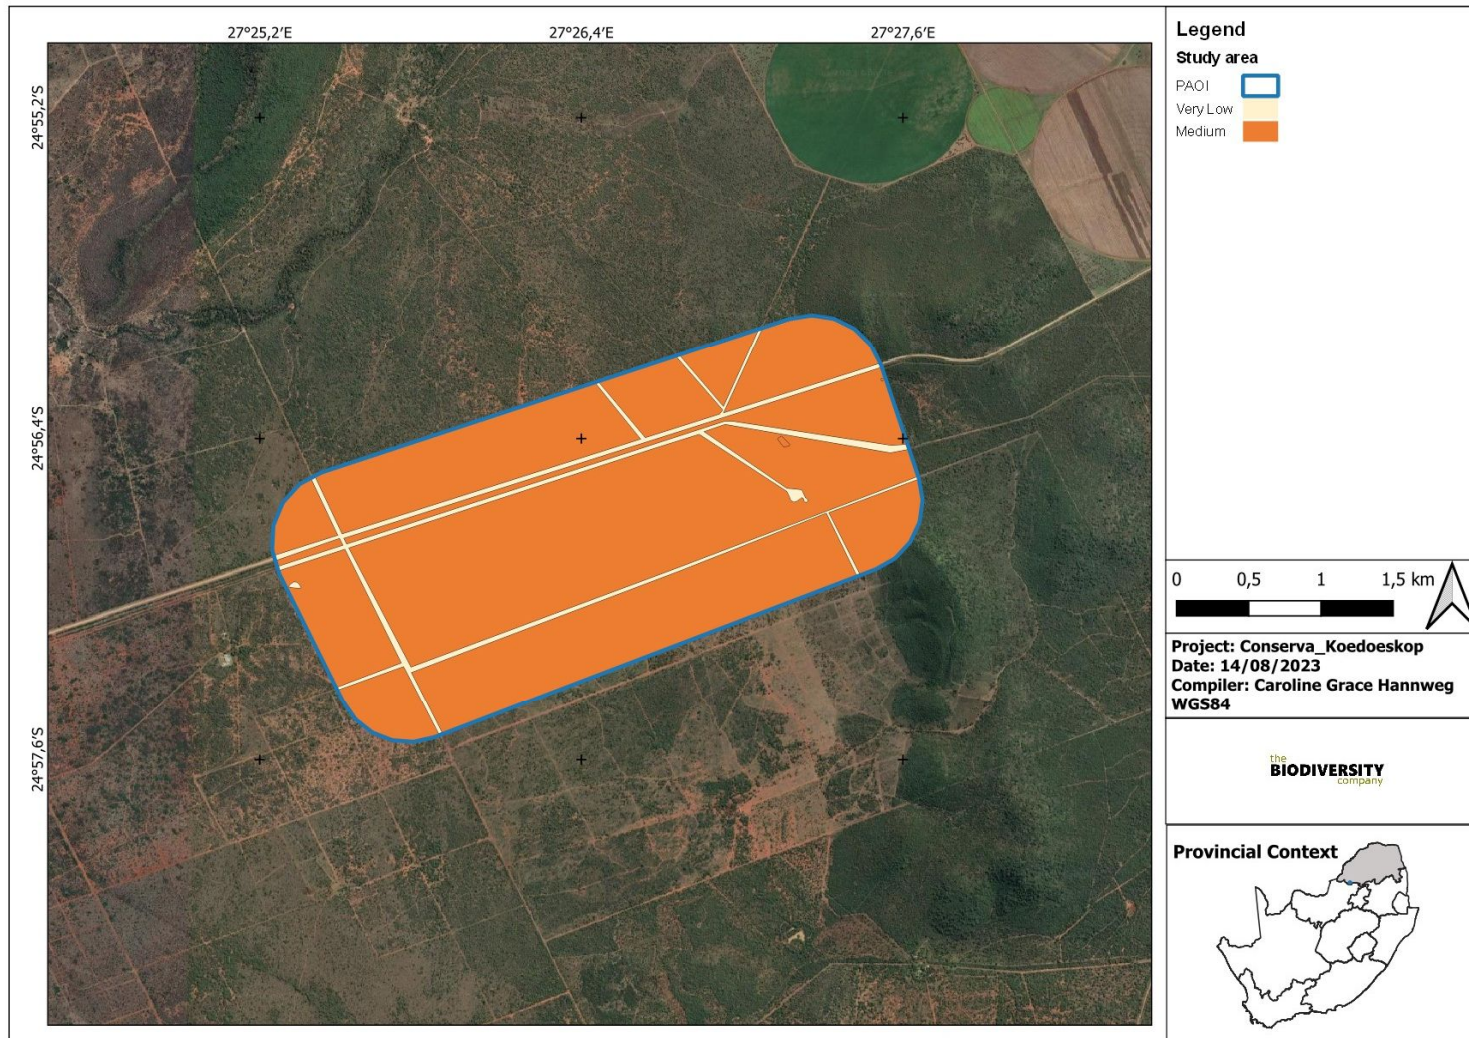 27°25,2'E
27°26,4'E
27°27,6'E
24°55,2'S
24°56,4'S
24°57,6'S
Legend
Study area
PAOI
Very Low
Medium
0 0,5 1 1,5 km
Project: Conserva_Koedoeskop
Date: 14/08/2023
Compiler: Caroline Grace Hannweg
WGS84
the
BIODIVERSITY
company
Provincial Context